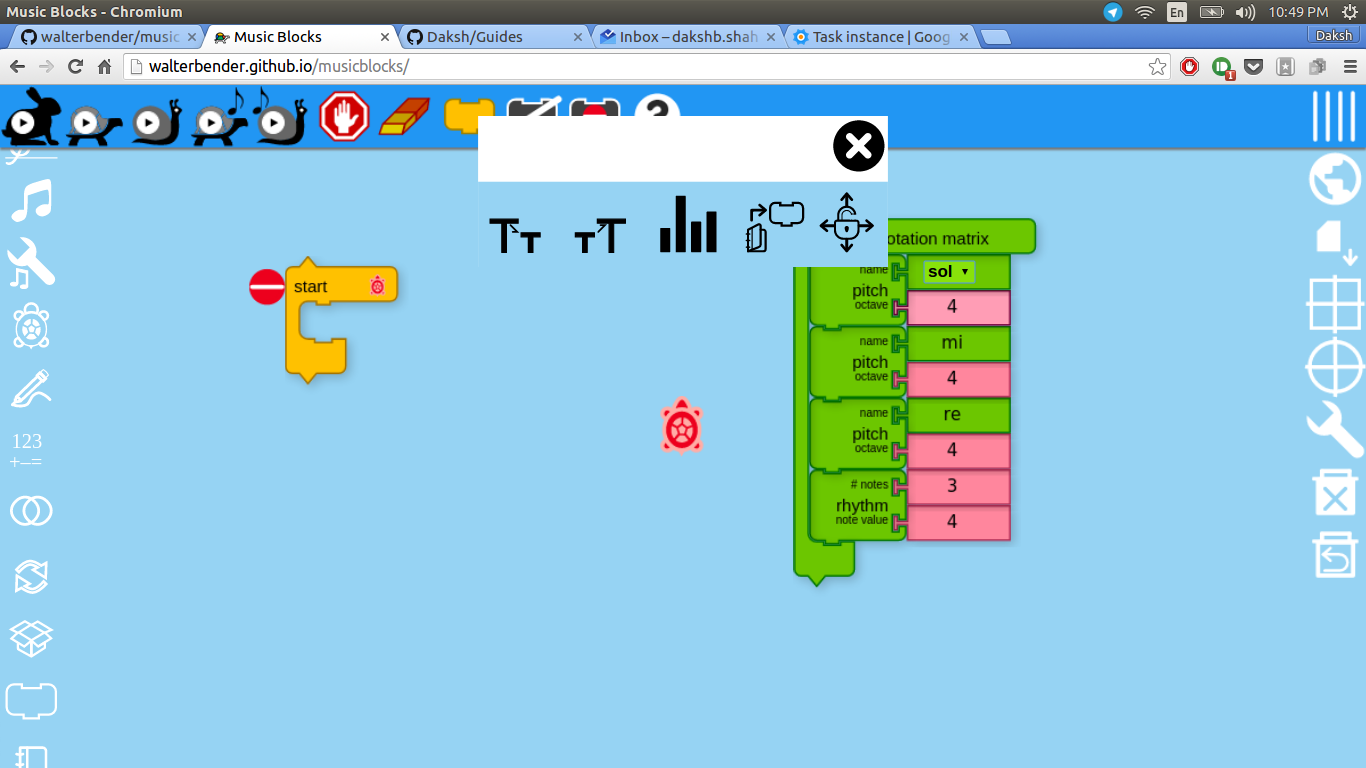 Music Blocks - Chromium
En
10:49 PM
walterbender/music
Music Blocks
Daksh/Guides
Inbox – dakshb.shah
Task instance | Goog
Daksh
walterbender.github.io/musicblocks/
1
?
T T
T T
otation matrix
name
sol
pitch
octave
4
start
name
mi
pitch
octave
4
name
re
pitch
octave
4
# notes
3
rhythm
note value
4
123
+–=